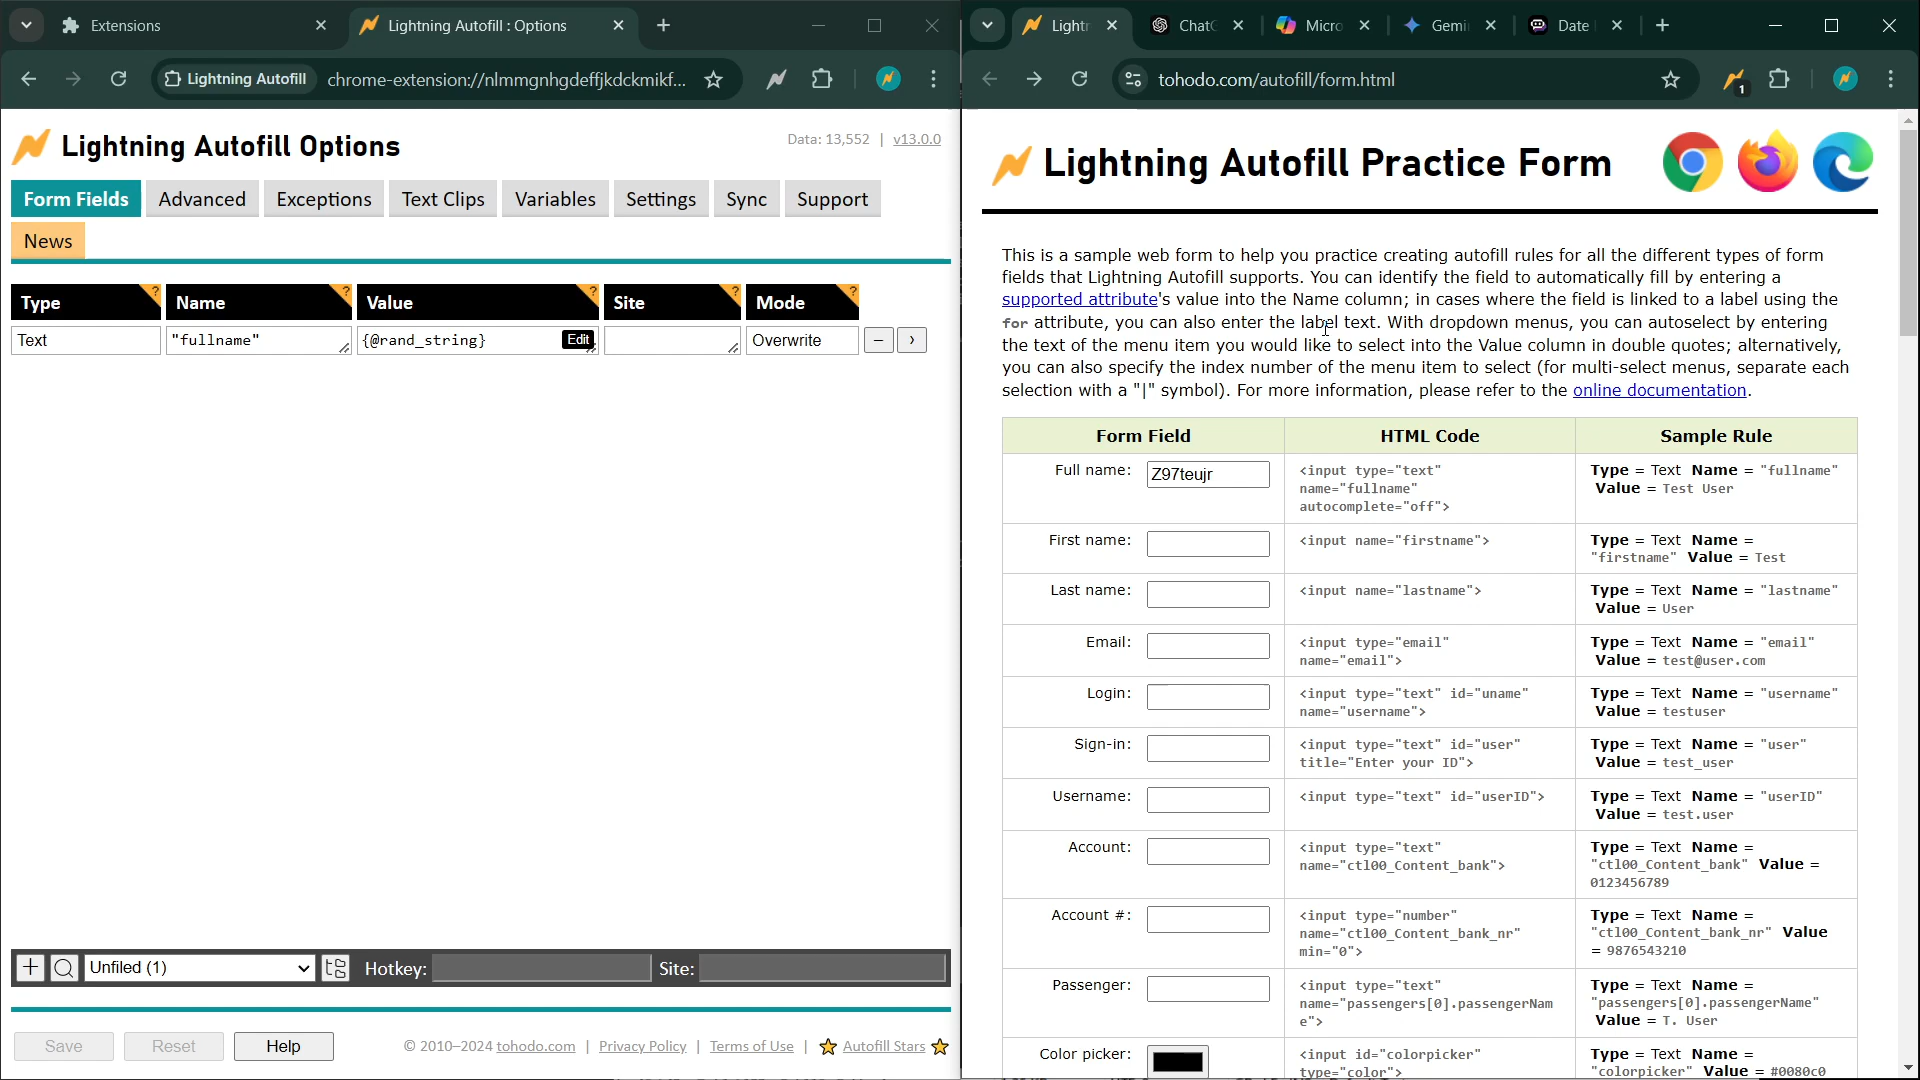 Extensions
Lightning Autofill : Options
Lightning Autofill
chrome-extension://nlmmgnhgdeffjkdckmikf...
Lightning Autofill Options
Data: 13,552 | v13.0.0
Form Fields
Advanced
Exceptions
Text Clips
Variables
Settings
Sync
Support
News
Type ?
Name ?
Value ?
Site ?
Mode ?
Text
"fullname"
{@rand_string}
Edit
Overwrite
Unfiled (1)
Hotkey:
Site:
Save
Reset
Help
© 2010–2024 tohodo.com | Privacy Policy | Terms of Use | Autofill Stars
Lightn
ChatG
Micro
Gemi
Date
tohodo.com/autofill/form.html
1
Lightning Autofill Practice Form
This is a sample web form to help you practice creating autofill rules for all the different types of form
fields that Lightning Autofill supports. You can identify the field to automatically fill by entering a
supported attribute's value into the Name column; in cases where the field is linked to a label using the
for attribute, you can also enter the label text. With dropdown menus, you can autoselect by entering
the text of the menu item you would like to select into the Value column in double quotes; alternatively,
you can also specify the index number of the menu item to select (for multi-select menus, separate each
selection with a "|" symbol). For more information, please refer to the online documentation.
Form Field
HTML Code
Sample Rule
Full name:
Z97teujr
<input type="text"
name="fullname"
autocomplete="off">
Type = Text Name = "fullname"
Value = Test User
First name:
<input name="firstname">
Type = Text Name =
"firstname" Value = Test
Last name:
<input name="lastname">
Type = Text Name = "lastname"
Value = User
Email:
<input type="email"
name="email">
Type = Text Name = "email"
Value = test@user.com
Login:
<input type="text" id="uname"
name="username">
Type = Text Name = "username"
Value = testuser
Sign-in:
<input type="text" id="user"
title="Enter your ID">
Type = Text Name = "user"
Value = test_user
Username:
<input type="text" id="userID">
Type = Text Name = "userID"
Value = test.user
Account:
<input type="text"
name="ctl00_Content_bank">
Type = Text Name =
"ctl00_Content_bank" Value =
0123456789
Account #:
<input type="number"
name="ctl00_Content_bank_nr"
min="0">
Type = Text Name =
"ctl00_Content_bank_nr" Value
= 9876543210
Passenger:
<input type="text"
name="passengers[0].passengerNam
e">
Type = Text Name =
"passengers[0].passengerName"
Value = T. User
Color picker:
<input id="colorpicker"
type="color">
Type = Text Name =
"colorpicker" Value = #0080c0